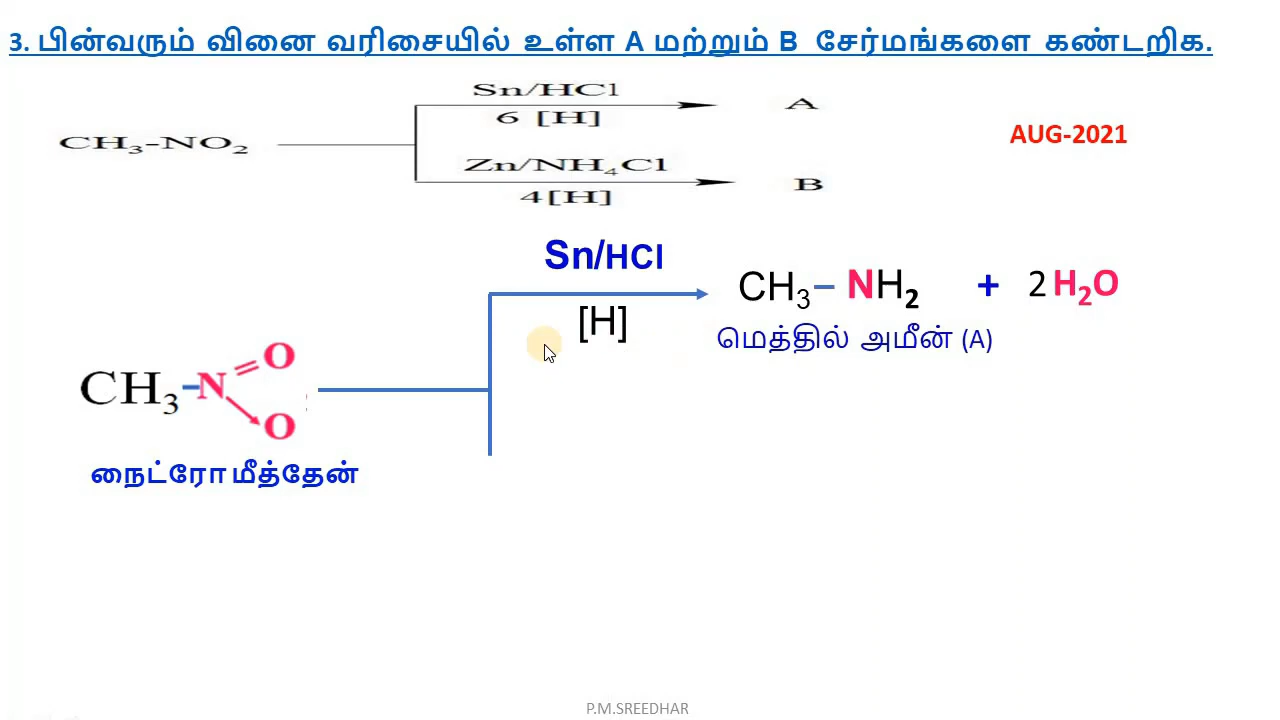 3. பின்வரும் வினை வரிசையில் உள்ள A மற்றும் B சேர்மங்களை கண்டறிக.
Sn/HCl
A
6 [H]
AUG-2021
CH₃-NO₂
Zn/NH₄Cl
B
4[H]
Sn/HCl
CH₃– NH₂ + 2 H₂O
[H]
மெத்தில் அமீன் (A)
O
CH₃–N
O
நைட்ரோ மீத்தேன்
P.M.SREEDHAR